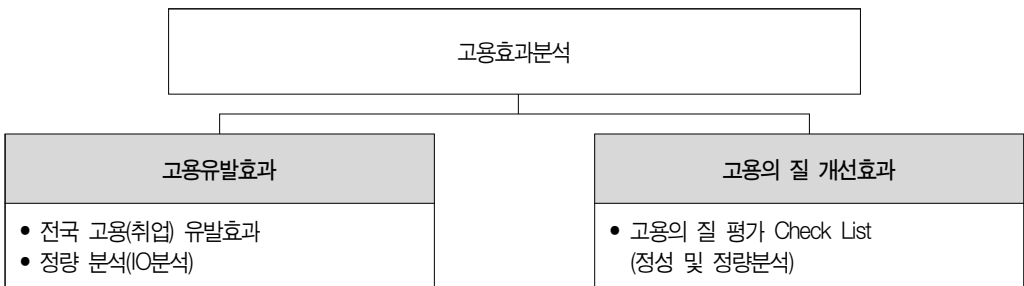 고용효과분석
고용유발효과
• 전국 고용(취업) 유발효과
• 정량 분석(IO분석)
고용의 질 개선효과
• 고용의 질 평가 Check List
(정성 및 정량분석)